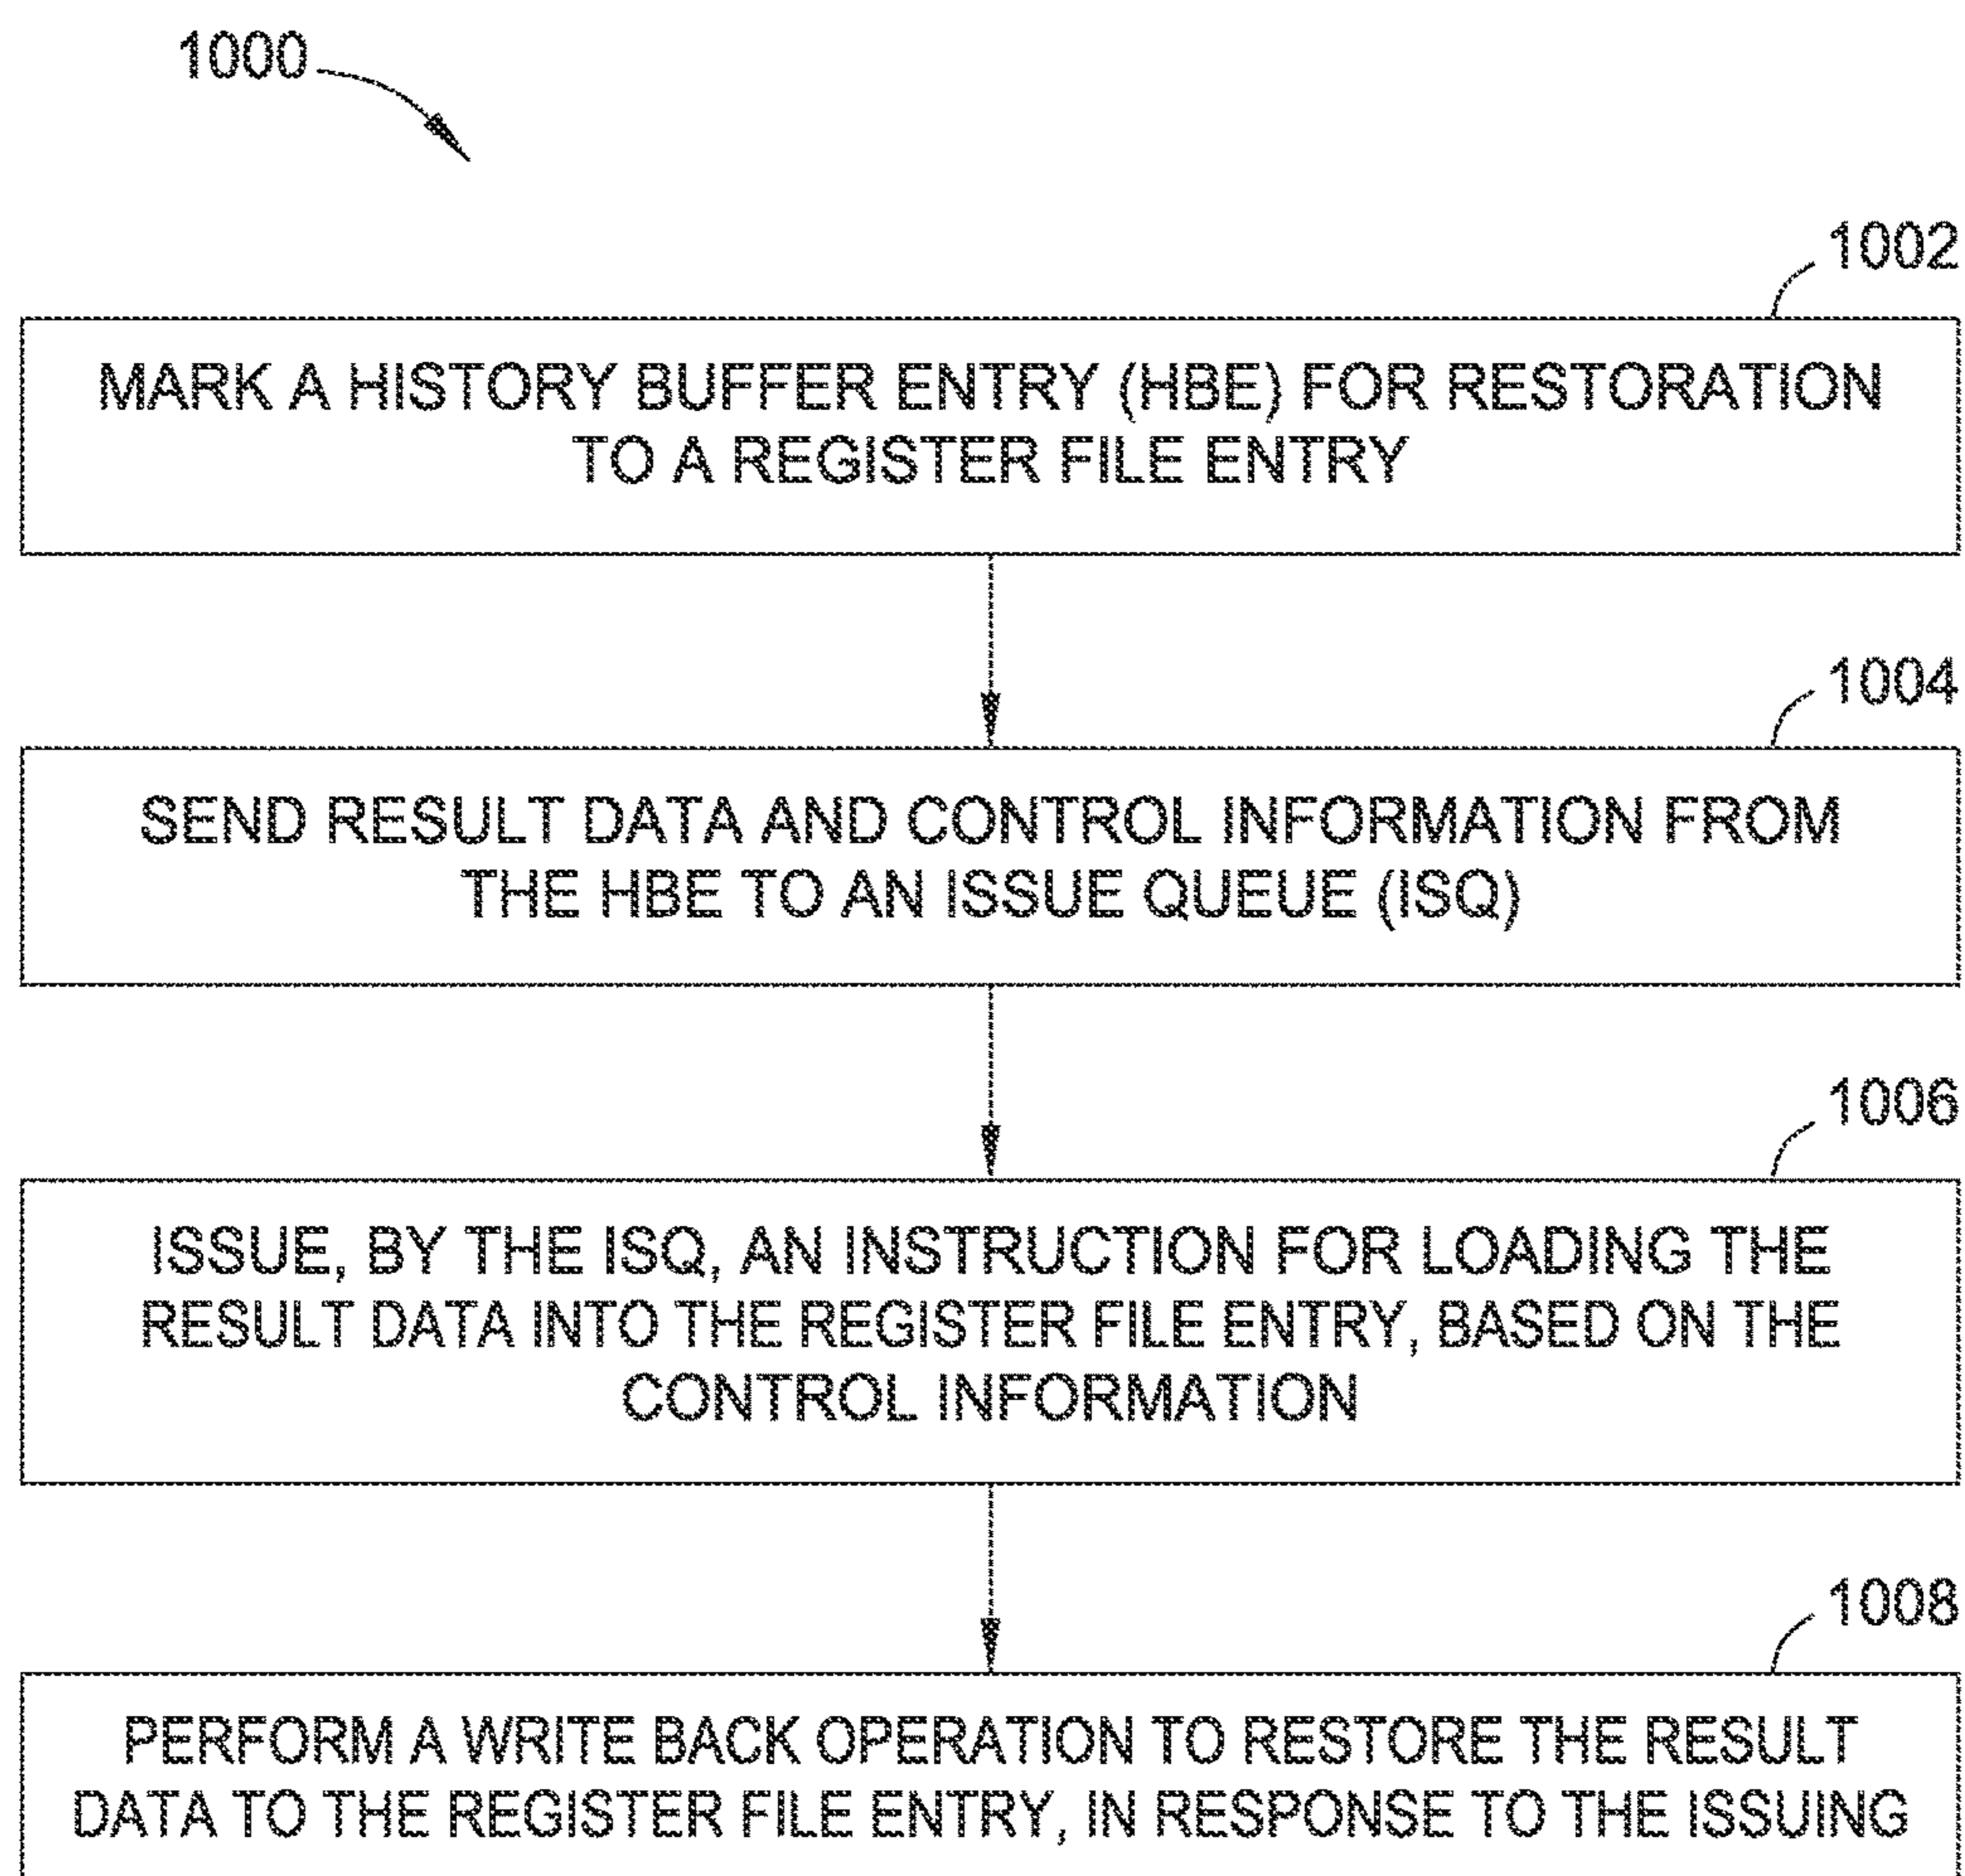 1000
1002
MARK A HISTORY BUFFER ENTRY (HBE) FOR RESTORATION
TO A REGISTER FILE ENTRY
1004
SEND RESULT DATA AND CONTROL INFORMATION FROM
THE HBE TO AN ISSUE QUEUE (ISQ)
1006
ISSUE, BY THE ISQ, AN INSTRUCTION FOR LOADING THE
RESULT DATA INTO THE REGISTER FILE ENTRY, BASED ON THE
CONTROL INFORMATION
1008
PERFORM A WRITE BACK OPERATION TO RESTORE THE RESULT
DATA TO THE REGISTER FILE ENTRY, IN RESPONSE TO THE ISSUING